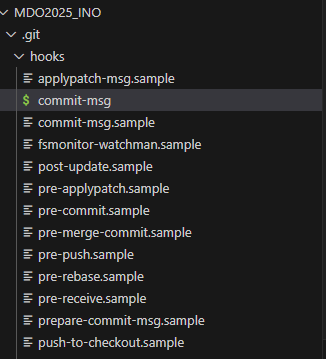 MDO2025_INO
.git
hooks
applypatch-msg.sample
$ commit-msg
commit-msg.sample
fsmonitor-watchman.sample
post-update.sample
pre-applypatch.sample
pre-commit.sample
pre-merge-commit.sample
pre-push.sample
pre-rebase.sample
pre-receive.sample
prepare-commit-msg.sample
push-to-checkout.sample